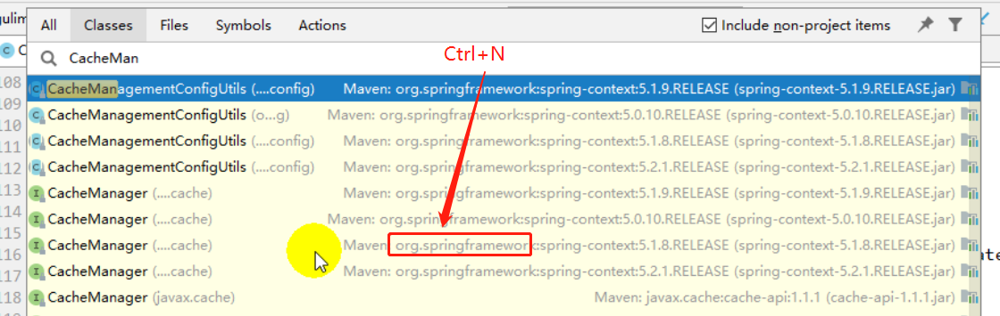 gulim
All Classes Files Symbols Actions Include non-project items
CacheMan
Ctrl+N
108
109
110
111
112
113
114
115
116
117
118
CacheManagementConfigUtils (....config) Maven: org.springframework:spring-context:5.1.9.RELEASE (spring-context-5.1.9.RELEASE.jar)
CacheManagementConfigUtils (o...g) Maven: org.springframework:spring-context:5.0.10.RELEASE (spring-context-5.0.10.RELEASE.jar)
CacheManagementConfigUtils (....config) Maven: org.springframework:spring-context:5.1.8.RELEASE (spring-context-5.1.8.RELEASE.jar)
CacheManagementConfigUtils (....config) Maven: org.springframework:spring-context:5.2.1.RELEASE (spring-context-5.2.1.RELEASE.jar)
CacheManager (....cache) Maven: org.springframework:spring-context:5.1.9.RELEASE (spring-context-5.1.9.RELEASE.jar)
CacheManager (....cache) Maven: org.springframework:spring-context:5.0.10.RELEASE (spring-context-5.0.10.RELEASE.jar)
CacheManager (....cache) Maven: org.springframework:spring-context:5.1.8.RELEASE (spring-context-5.1.8.RELEASE.jar)
CacheManager (....cache) Maven: org.springframework:spring-context:5.2.1.RELEASE (spring-context-5.2.1.RELEASE.jar)
CacheManager (javax.cache) Maven: javax.cache:cache-api:1.1.1 (cache-api-1.1.1.jar)